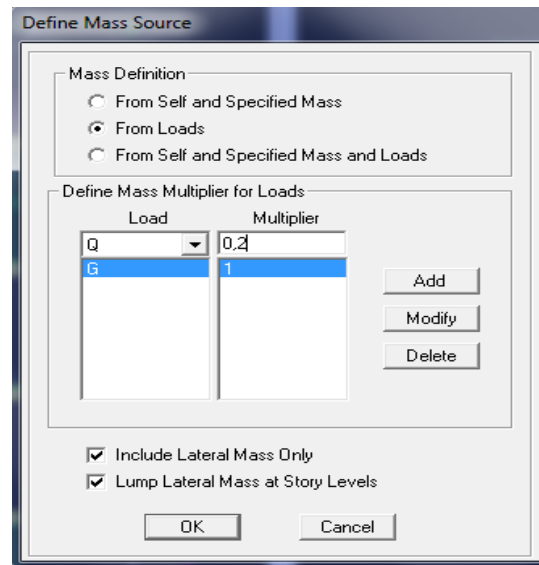 Define Mass Source
Mass Definition
From Self and Specified Mass
From Loads
From Self and Specified Mass and Loads
Define Mass Multiplier for Loads
Load Multiplier
Q 0,2
G 1
Add
Modify
Delete
Include Lateral Mass Only
Lump Lateral Mass at Story Levels
OK Cancel